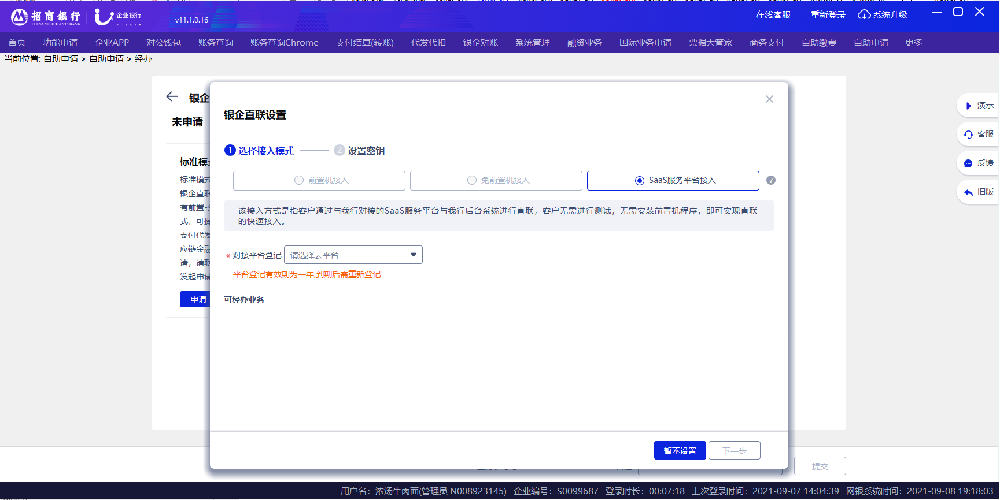 招商银行 企业银行
CHINA MERCHANTS BANK U-BANK
v11.1.0.16
在线客服 重新登录 系统升级
首页 功能申请 企业APP 对公钱包 账务查询 账务查询Chrome 支付结算(转账) 代发代扣 银企对账 系统管理 融资业务 国际业务申请 票据大管家 商务支付 自助缴费 自助申请 更多
当前位置: 自助申请 > 自助申请 > 经办
银企
未申请
标准模
标准模式
银企直联
有前置-
式，可提
支付代发
应链金融
请，请联
发起申请
申请
银企直联设置
1 选择接入模式 2 设置密钥
前置机接入 免前置机接入 SaaS服务平台接入 ?
该接入方式是指客户通过与我行对接的SaaS服务平台与我行后台系统进行直联，客户无需进行测试，无需安装前置机程序，即可实现直联
的快速接入。
* 对接平台登记 请选择云平台
平台登记有效期为一年,到期后需重新登记
可经办业务
暂不设置 下一步
演示
客服
反馈
旧版
提交
用户名：浓汤牛肉面(管理员 N008923145) 企业编号：S0099687 登录时长：00:07:18 上次登录时间：2021-09-07 14:04:39 网银系统时间：2021-09-08 19:18:03